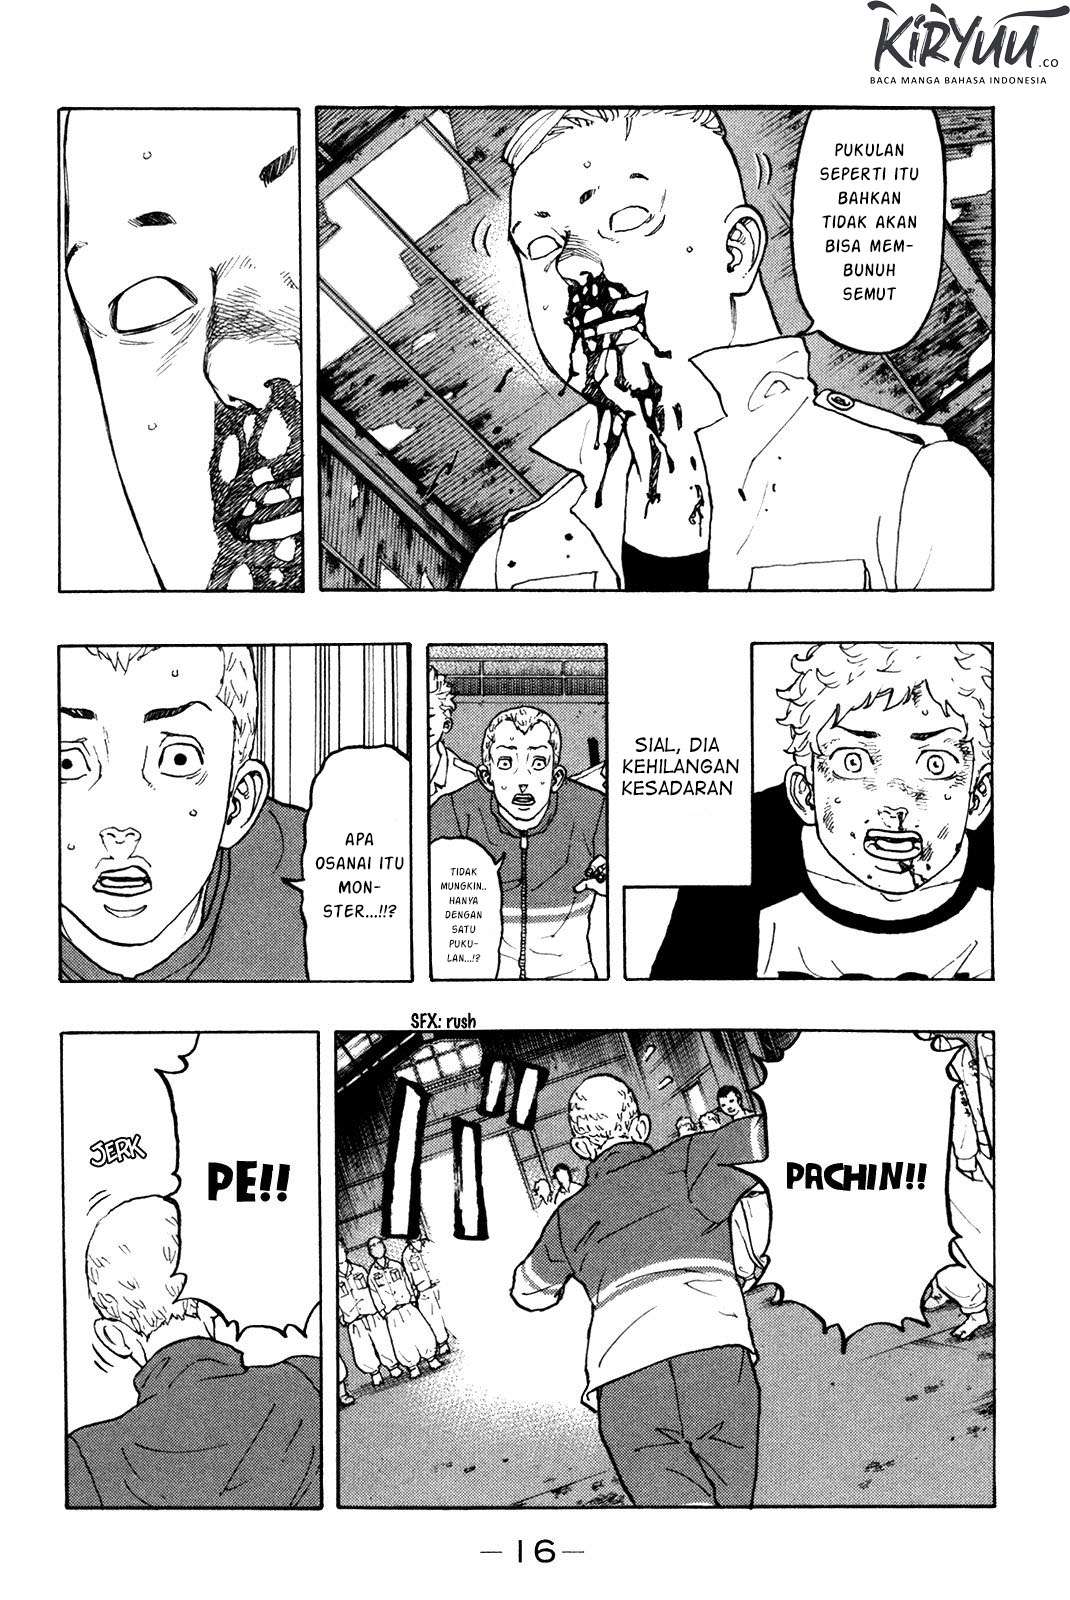 KIRYUU.CO
BACA MANGA BAHASA INDONESIA
PUKULAN
SEPERTI ITU
BAHKAN
TIDAK AKAN
BISA MEM-
BUNUH
SEMUT
SIAL, DIA
KEHILANGAN
KESADARAN
TIDAK
MUNGKIN..
HANYA
DENGAN
SATU
PUKU-
LAN...!?
APA
OSANAI ITU
MON-
STER...!!?
SFX: rush
PACHIN!!
PE!!
JERK
—16—